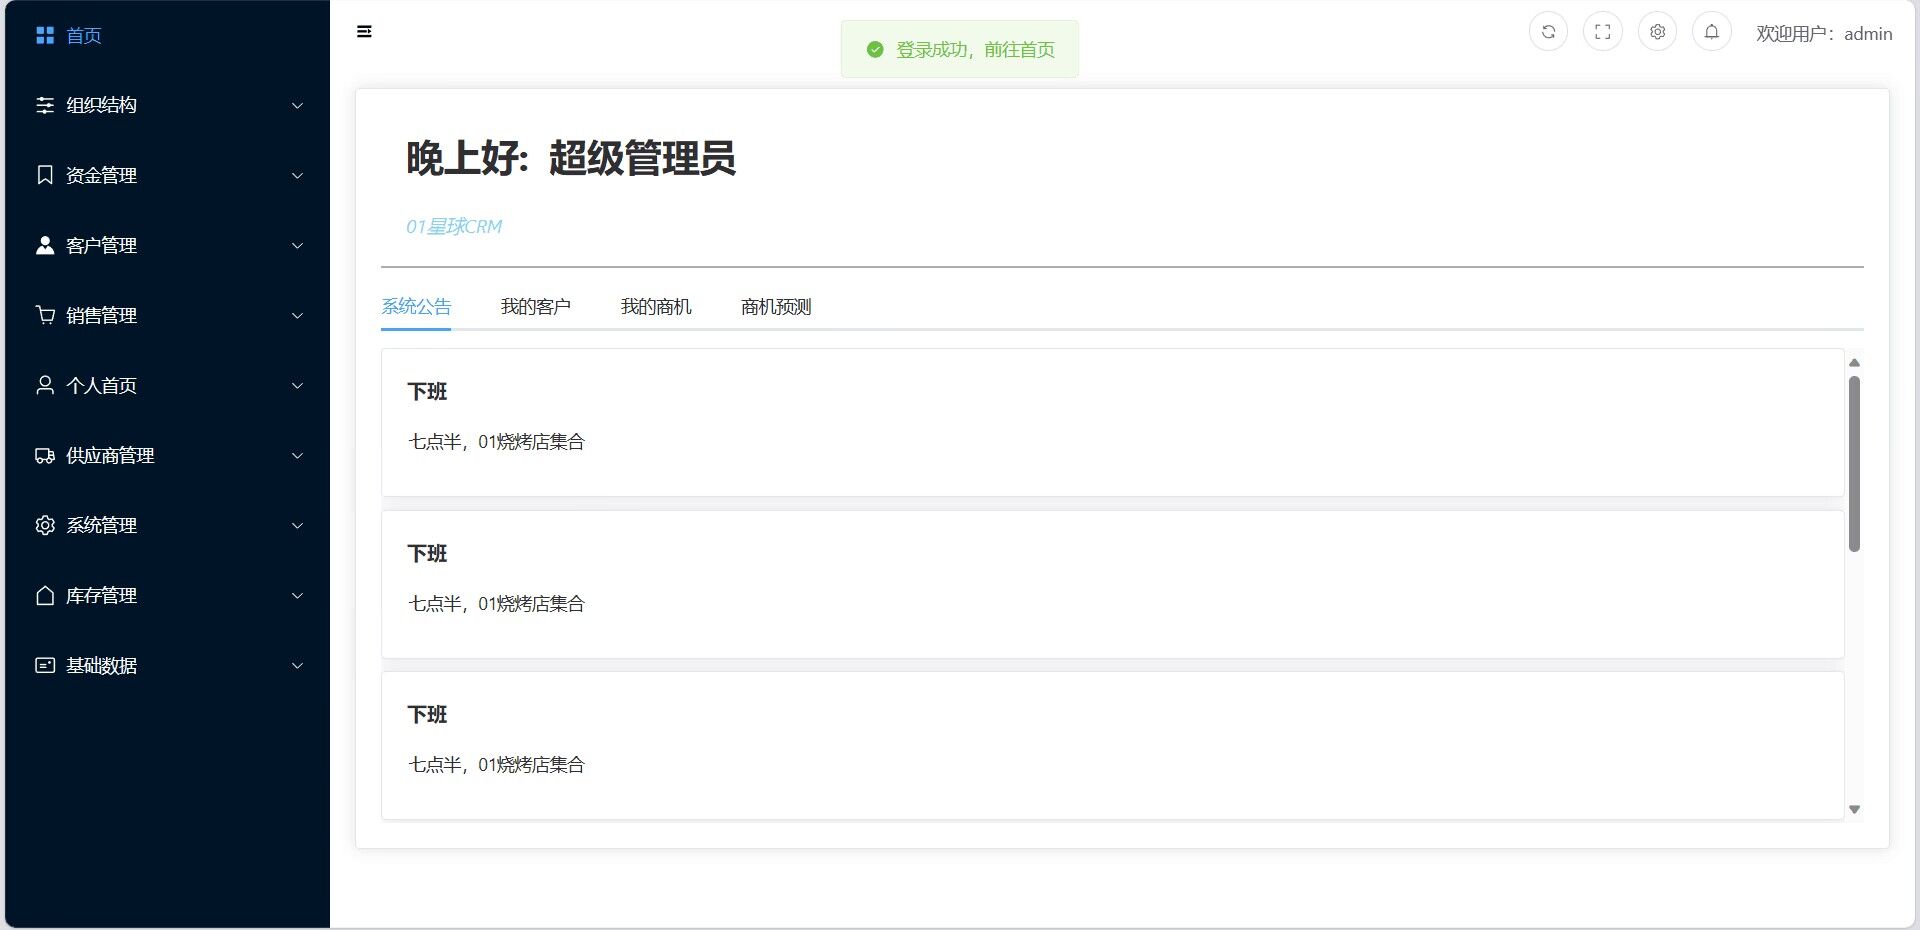 首页
组织结构
资金管理
客户管理
销售管理
个人首页
供应商管理
系统管理
库存管理
基础数据
登录成功，前往首页
欢迎用户：admin
晚上好：超级管理员
01星球CRM
系统公告 我的客户 我的商机 商机预测
下班
七点半，01烧烤店集合
下班
七点半，01烧烤店集合
下班
七点半，01烧烤店集合